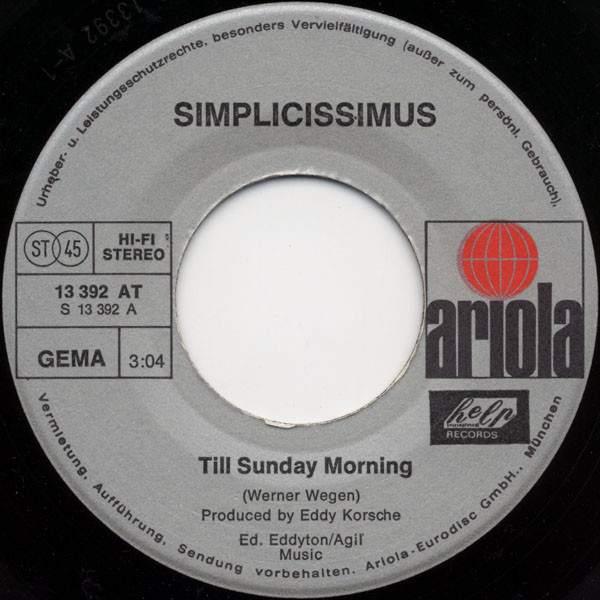 13392 A-1
Urheber- u. Leistungsschutzrechte, besonders Vervielfältigung (außer zum persönl. Gebrauch),
SIMPLICISSIMUS
ST 45
HI-FI
STEREO
13 392 AT
S 13 392 A
GEMA
3:04
ariola
help
RECORDS
Till Sunday Morning
(Werner Wegen)
Produced by Eddy Korsche
Ed. Eddyton/Agil
Music
Vermietung, Aufführung, Sendung vorbehalten. Ariola-Eurodisc GmbH., München